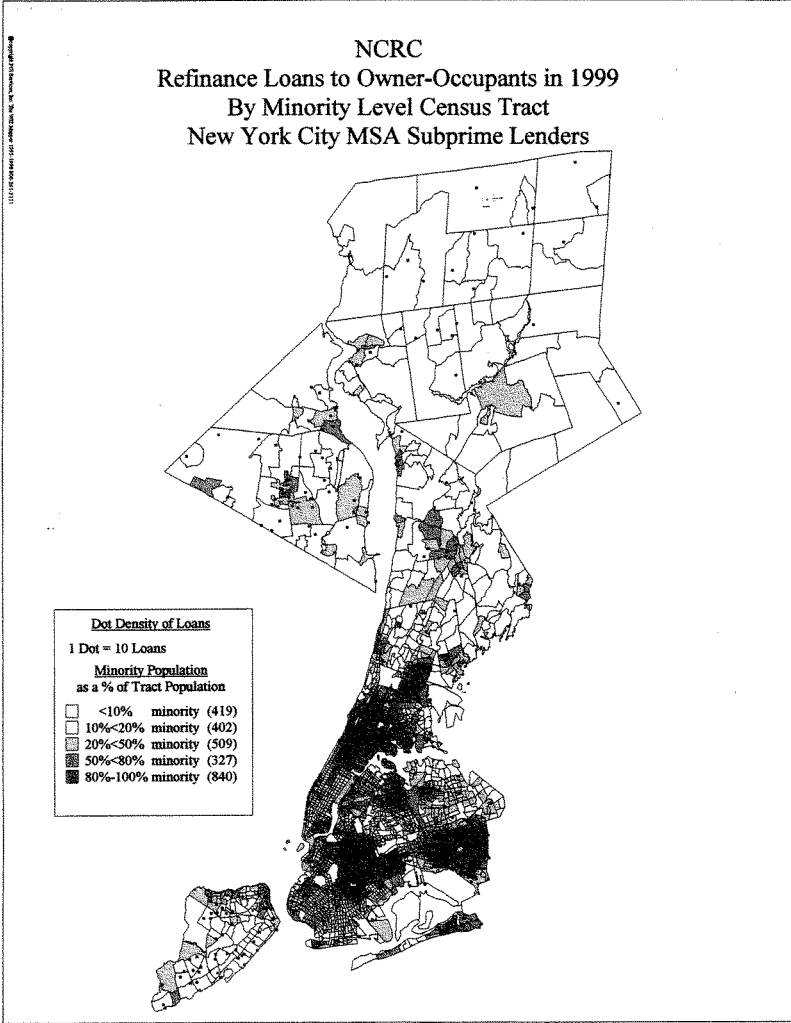 NCRC
Refinance Loans to Owner-Occupants in 1999
By Minority Level Census Tract
New York City MSA Subprime Lenders
Dot Density of Loans
1 Dot = 10 Loans
Minority Population
as a % of Tract Population
<10% minority (419)
10%<20% minority (402)
20%<50% minority (509)
50%<80% minority (327)
80%-100% minority (840)